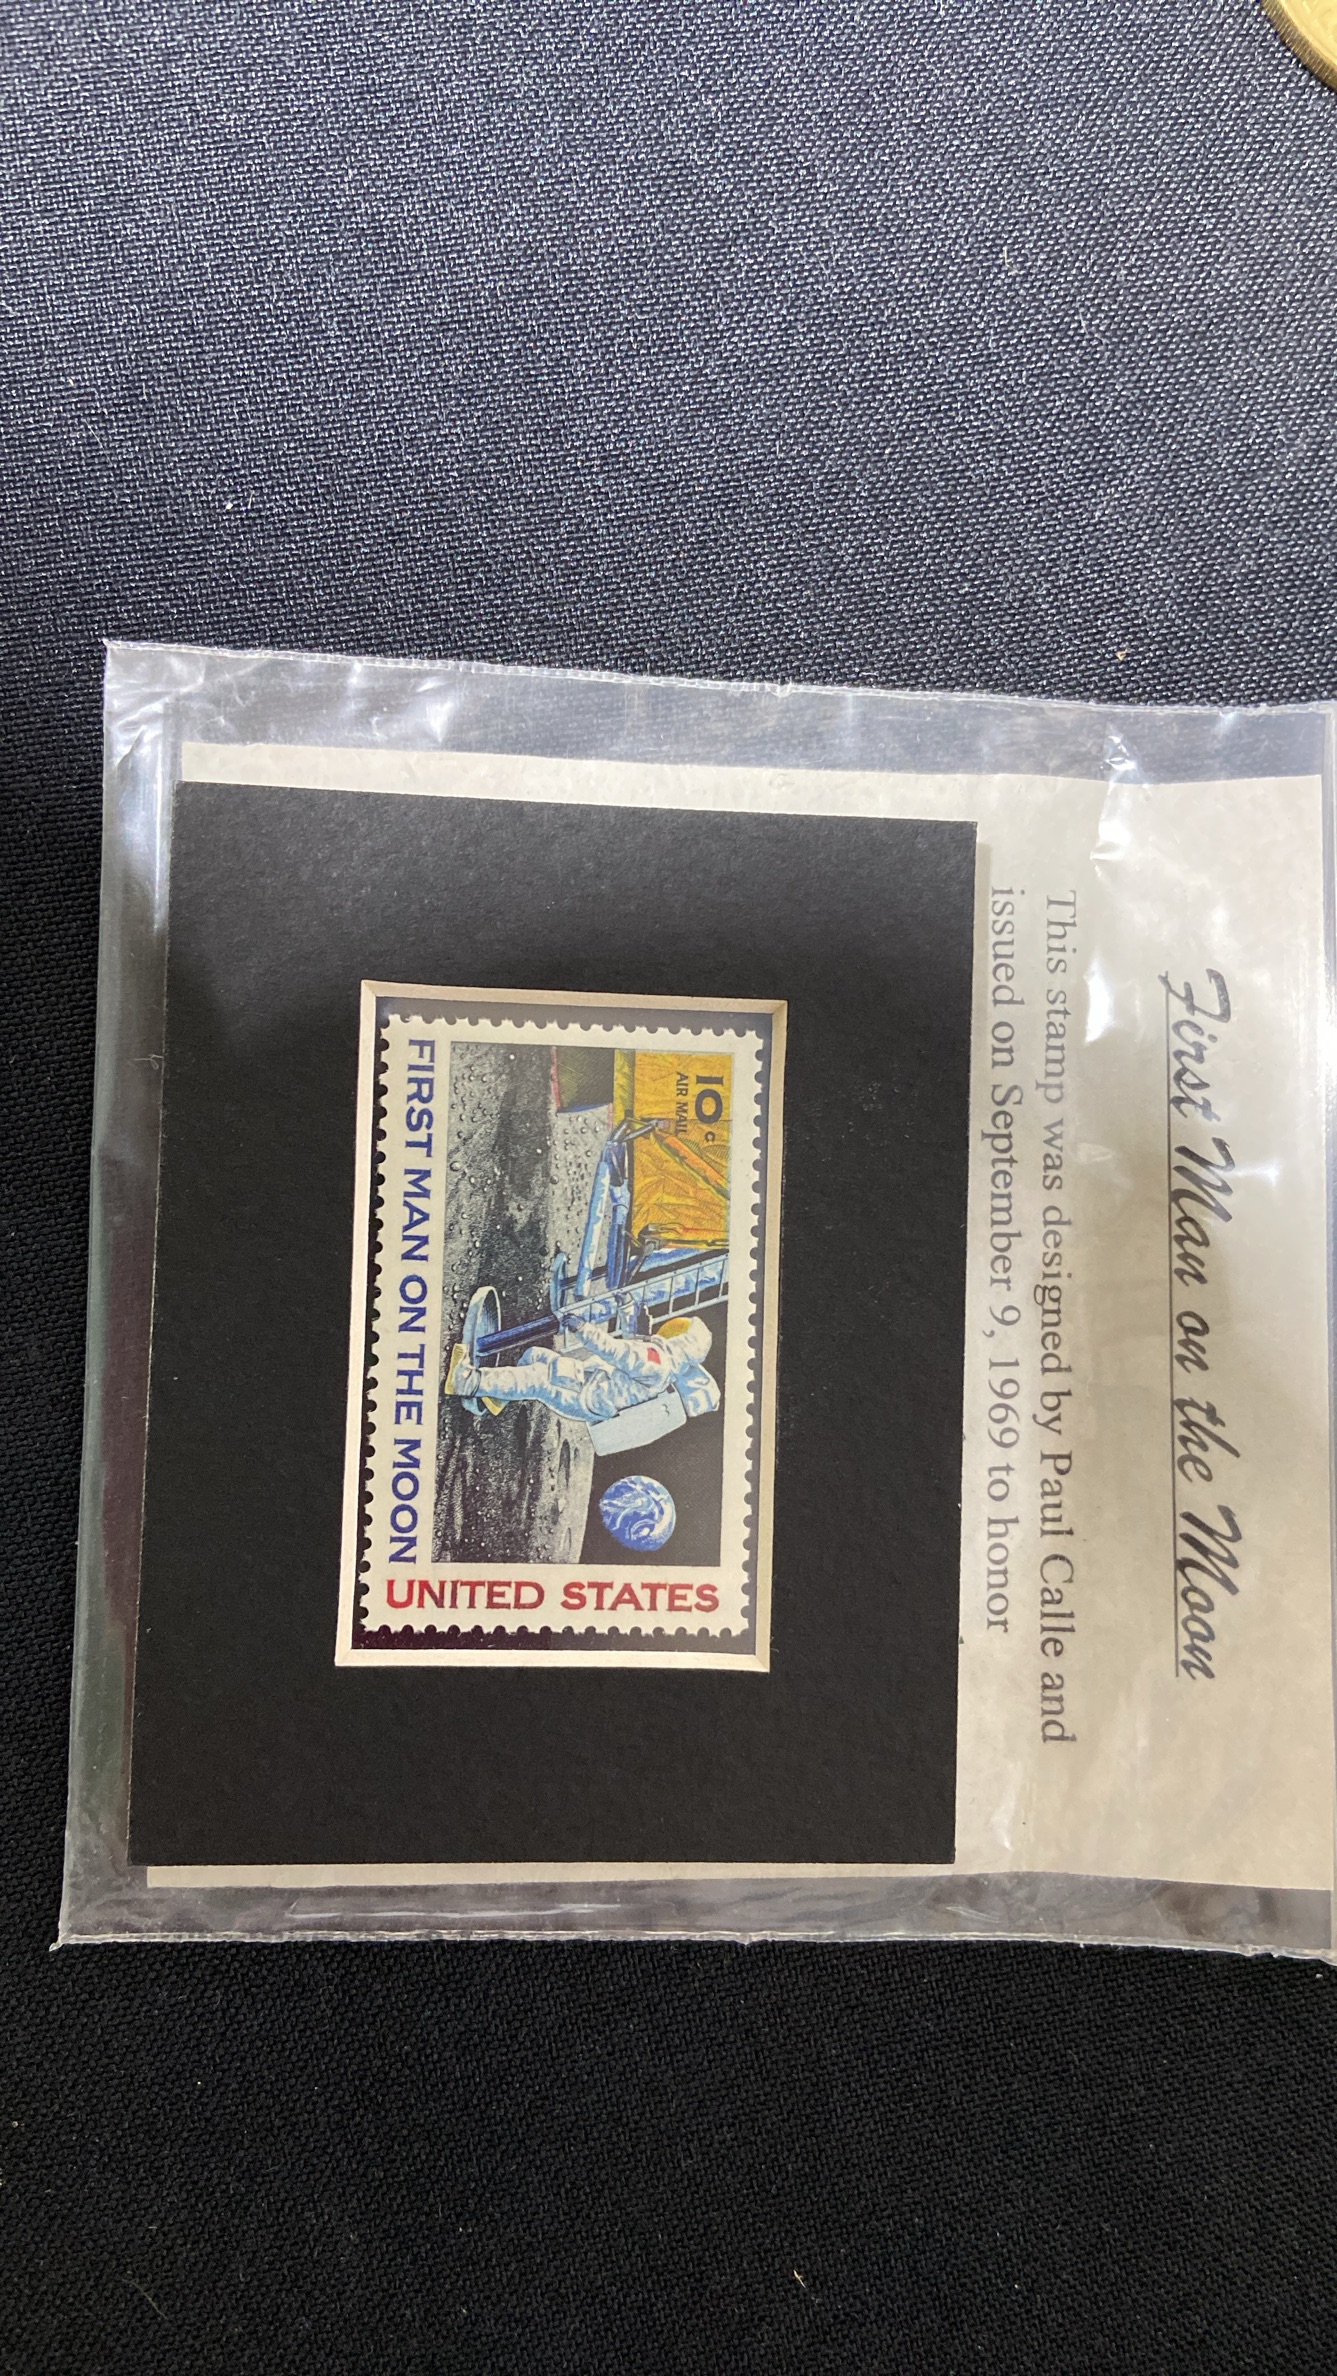 First Man on the Moon
This stamp was designed by Paul Calle and
issued on September 9, 1969 to honor
10c
AIR MAIL
FIRST MAN ON THE MOON
UNITED STATES